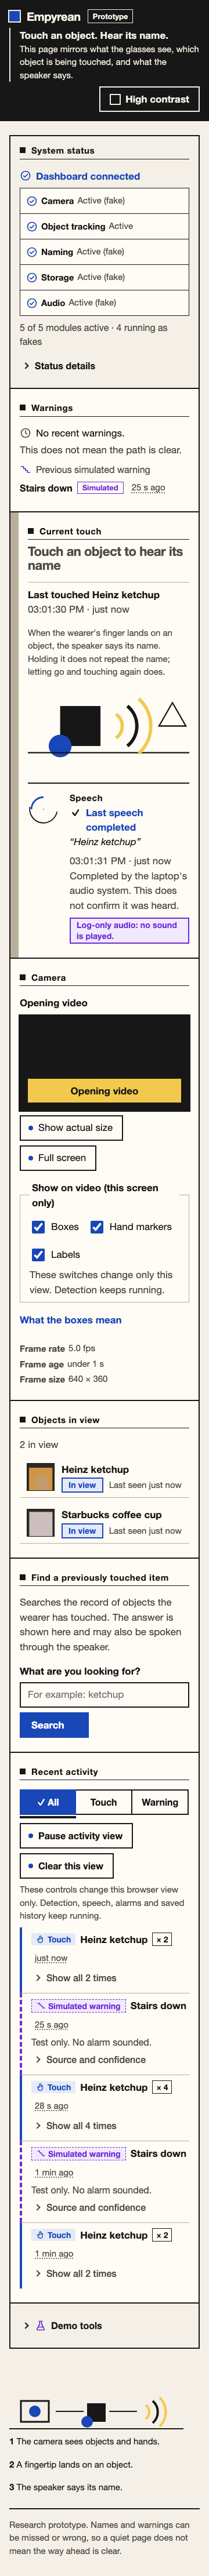 Empyrean Prototype
Touch an object. Hear its name.
This page mirrors what the glasses see, which
object is being touched, and what the
speaker says.
High contrast
System status
Dashboard connected
Camera Active (fake)
Object tracking Active
Naming Active (fake)
Storage Active (fake)
Audio Active (fake)
5 of 5 modules active · 4 running as
fakes
Status details
Warnings
No recent warnings.
This does not mean the path is clear.
Previous simulated warning
Stairs down Simulated 25 s ago
Current touch
Touch an object to hear its
name
Last touched Heinz ketchup
03:01:30 PM · just now
When the wearer's finger lands on an
object, the speaker says its name.
Holding it does not repeat the name;
letting go and touching again does.
Speech
Last speech
completed
“Heinz ketchup”
03:01:31 PM · just now
Completed by the laptop's
audio system. This does
not confirm it was heard.
Log-only audio: no sound
is played.
Camera
Opening video
Opening video
Show actual size
Full screen
Show on video (this screen
only)
Boxes Hand markers
Labels
These switches change only this
view. Detection keeps running.
What the boxes mean
Frame rate 5.0 fps
Frame age under 1 s
Frame size 640 × 360
Objects in view
2 in view
Heinz ketchup
In view Last seen just now
Starbucks coffee cup
In view Last seen just now
Find a previously touched item
Searches the record of objects the
wearer has touched. The answer is
shown here and may also be spoken
through the speaker.
What are you looking for?
For example: ketchup
Search
Recent activity
All Touch Warning
Pause activity view
Clear this view
These controls change this browser view
only. Detection, speech, alarms and saved
history keep running.
Touch Heinz ketchup × 2
just now
Show all 2 times
Simulated warning Stairs down
25 s ago
Test only. No alarm sounded.
Source and confidence
Touch Heinz ketchup × 4
28 s ago
Show all 4 times
Simulated warning Stairs down
1 min ago
Test only. No alarm sounded.
Source and confidence
Touch Heinz ketchup × 2
1 min ago
Show all 2 times
Demo tools
1 The camera sees objects and hands.
2 A fingertip lands on an object.
3 The speaker says its name.
Research prototype. Names and warnings can
be missed or wrong, so a quiet page does not
mean the way ahead is clear.